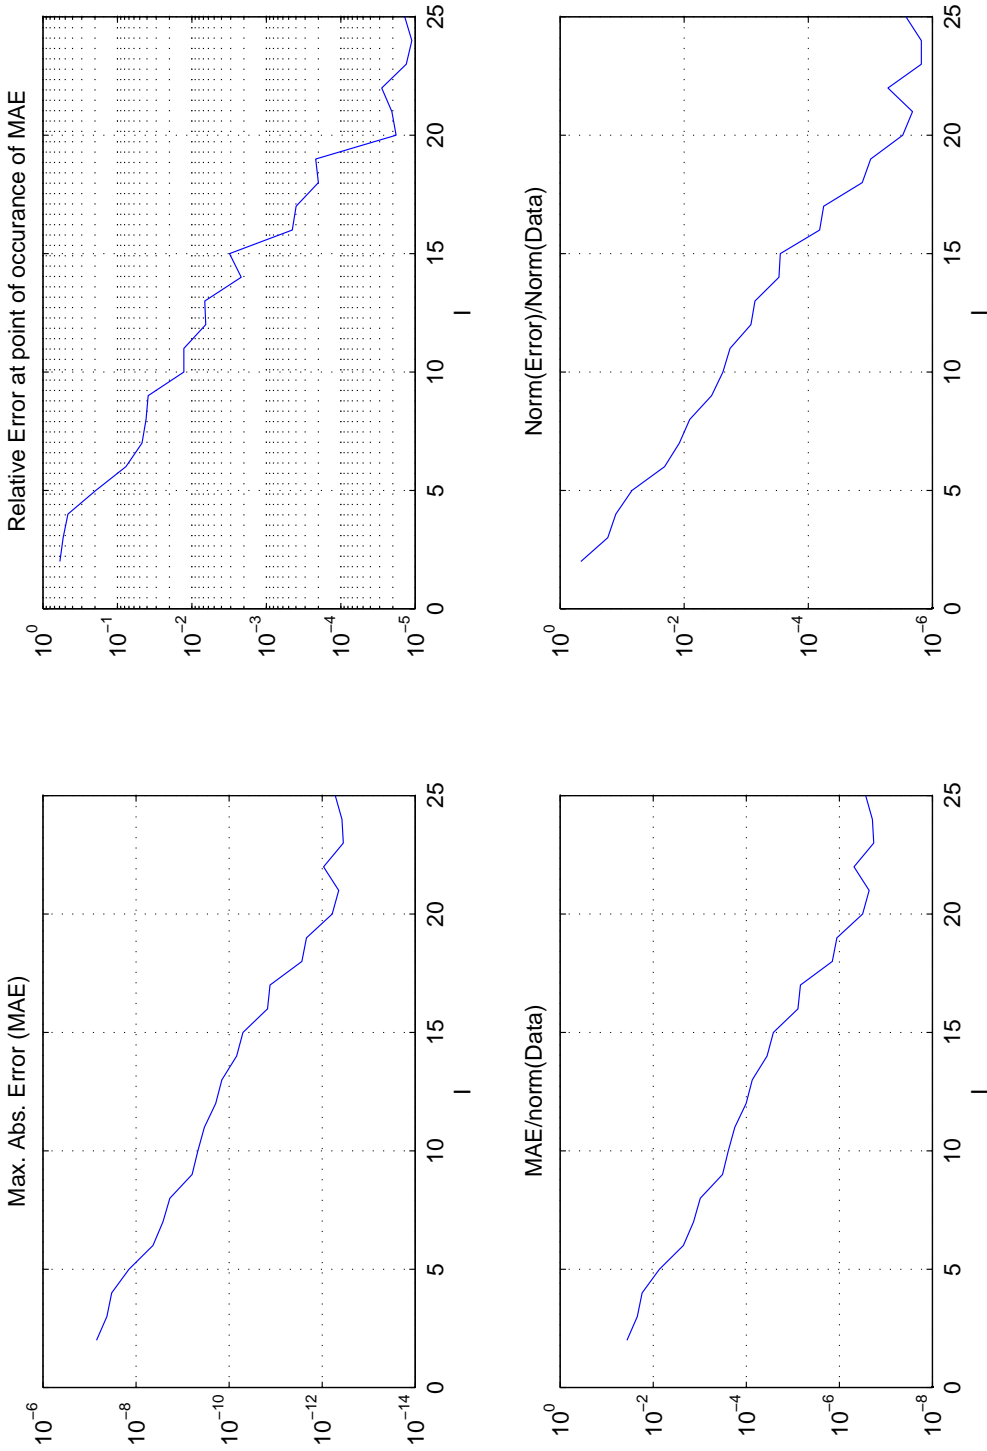 Max. Abs. Error (MAE)
10^−6
10^−8
10^−10
10^−12
10^−14
0 5 10 15 20 25
Relative Error at point of occurance of MAE
10^0
10^−1
10^−2
10^−3
10^−4
10^−5
0 5 10 15 20 25
I
MAE/norm(Data)
10^0
10^−2
10^−4
10^−6
10^−8
0 5 10 15 20 25
I
Norm(Error)/Norm(Data)
10^0
10^−2
10^−4
10^−6
0 5 10 15 20 25
I